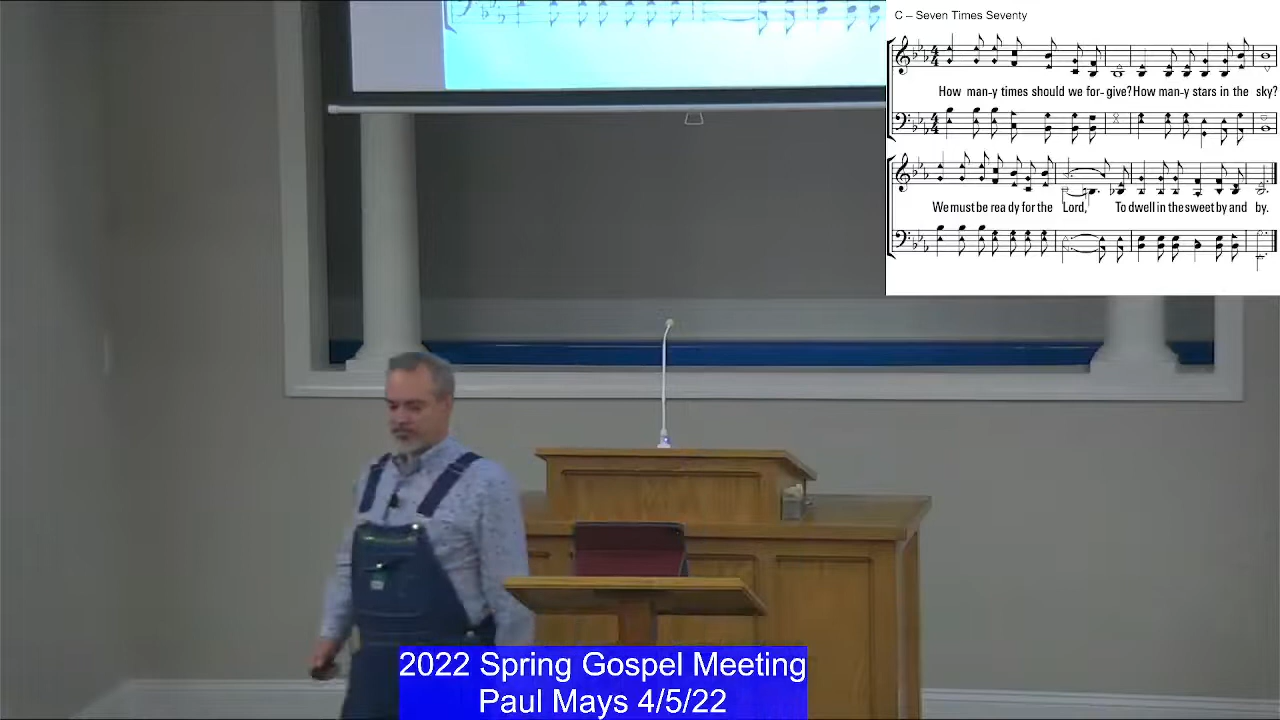 C – Seven Times Seventy
How man-y times should we for-give? How man-y stars in the sky?
We must be rea dy for the Lord, To dwell in the sweet by and by.
2022 Spring Gospel Meeting
Paul Mays 4/5/22